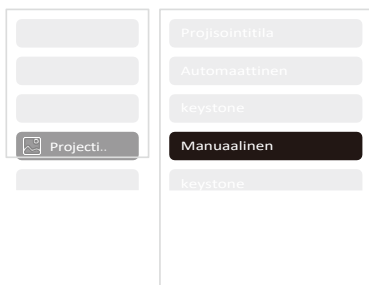 Projisointitila
Automaattinen
keystone
Projecti..
Manuaalinen
keystone